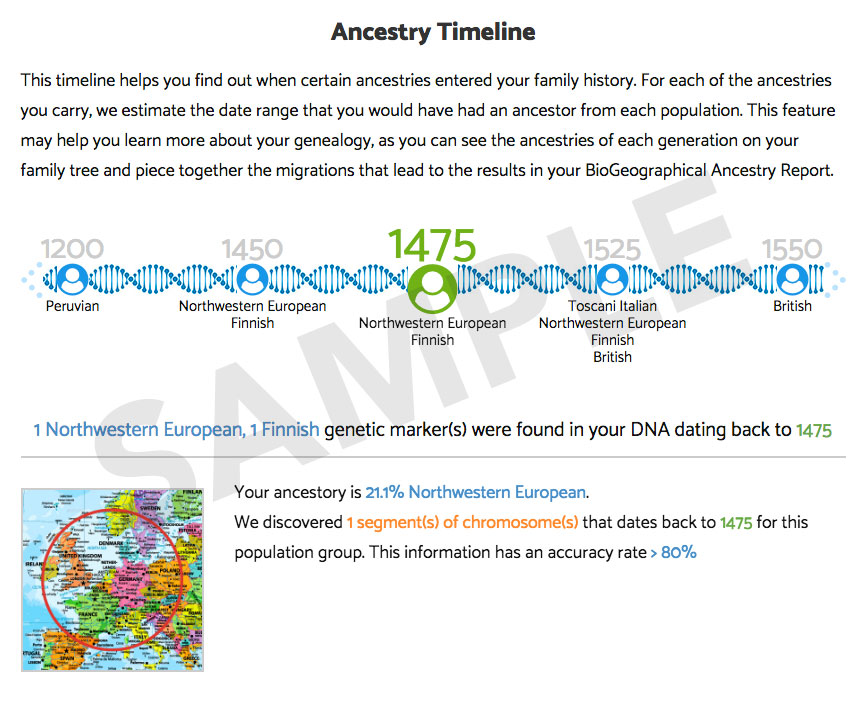 Ancestry Timeline
This timeline helps you find out when certain ancestries entered your family history. For each of the ancestries
you carry, we estimate the date range that you would have had an ancestor from each population. This feature
may help you learn more about your genealogy, as you can see the ancestries of each generation on your
family tree and piece together the migrations that lead to the results in your BioGeographical Ancestry Report.
SAMPLE
1200
1450
1475
1525
1550
Peruvian
Northwestern European
Finnish
Northwestern European
Finnish
Toscani Italian
Northwestern European
Finnish
British
British
1 Northwestern European, 1 Finnish genetic marker(s) were found in your DNA dating back to 1475
Your ancestory is 21.1% Northwestern European.
We discovered 1 segment(s) of chromosome(s) that dates back to 1475 for this
population group. This information has an accuracy rate > 80%
FINLAN
SWEDEN
DENMARK
UNITED KINGDOM
IRELAN
NETHER-
LANDS
GERMANY
POLAND
FRANCE
ITALY
SPAIN